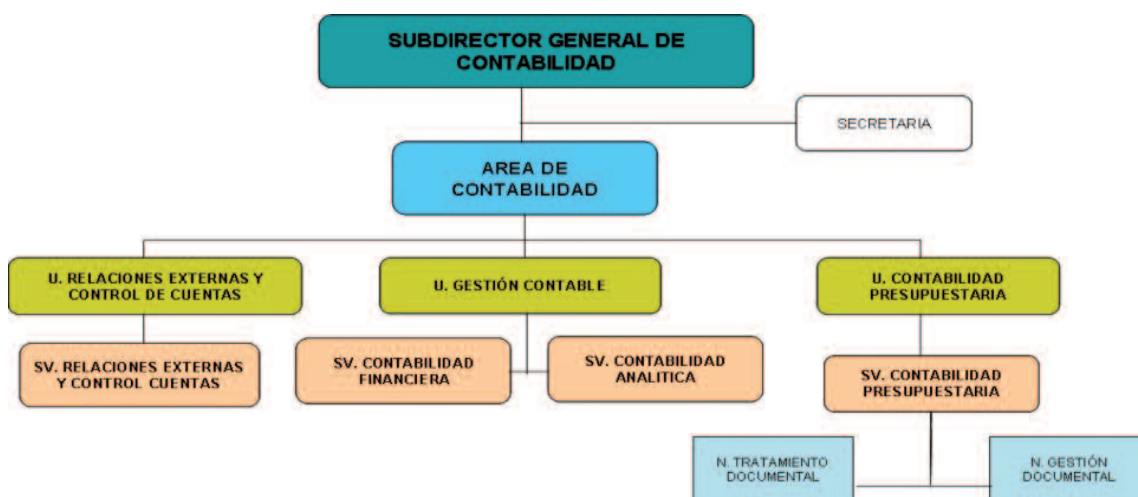 SUBDIRECTOR GENERAL DE
CONTABILIDAD
SECRETARIA
AREA DE
CONTABILIDAD
U. RELACIONES EXTERNAS Y
CONTROL DE CUENTAS
U. GESTIÓN CONTABLE
U. CONTABILIDAD
PRESUPUESTARIA
SV. RELACIONES EXTERNAS
Y CONTROL CUENTAS
SV. CONTABILIDAD
FINANCIERA
SV. CONTABILIDAD
ANALITICA
SV. CONTABILIDAD
PRESUPUESTARIA
N. TRATAMIENTO
DOCUMENTAL
N. GESTIÓN
DOCUMENTAL